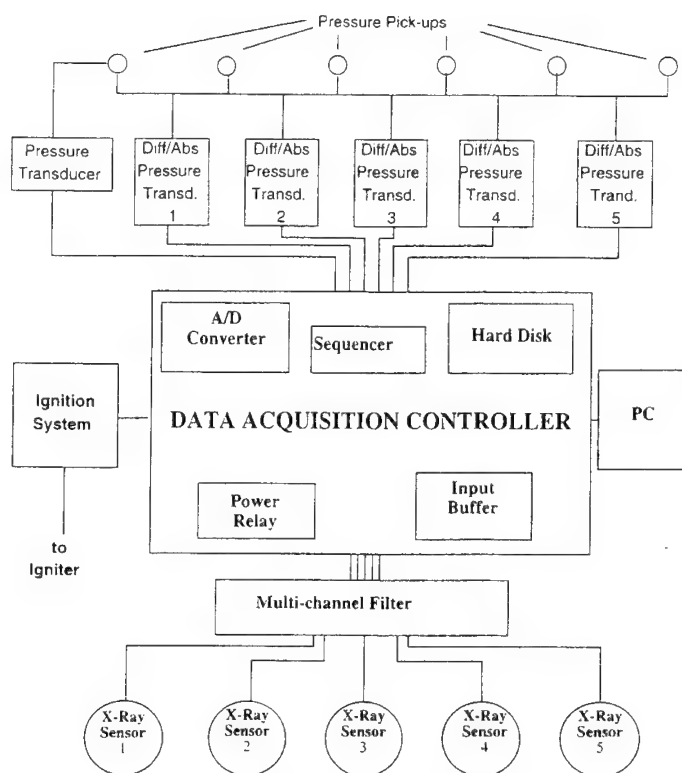 Pressure Pick-ups
Pressure
Transducer
Diff/Abs
Pressure
Transd.
1
Diff/Abs
Pressure
Transd.
2
Diff/Abs
Pressure
Transd.
3
Diff/Abs
Pressure
Transd.
4
Diff/Abs
Pressure
Trand.
5
A/D
Converter
Sequencer
Hard Disk
Ignition
System
DATA ACQUISITION CONTROLLER
PC
Power
Relay
Input
Buffer
to
Igniter
Multi-channel Filter
X-Ray
Sensor
1
X-Ray
Sensor
2
X-Ray
Sensor
3
X-Ray
Sensor
4
X-Ray
Sensor
5